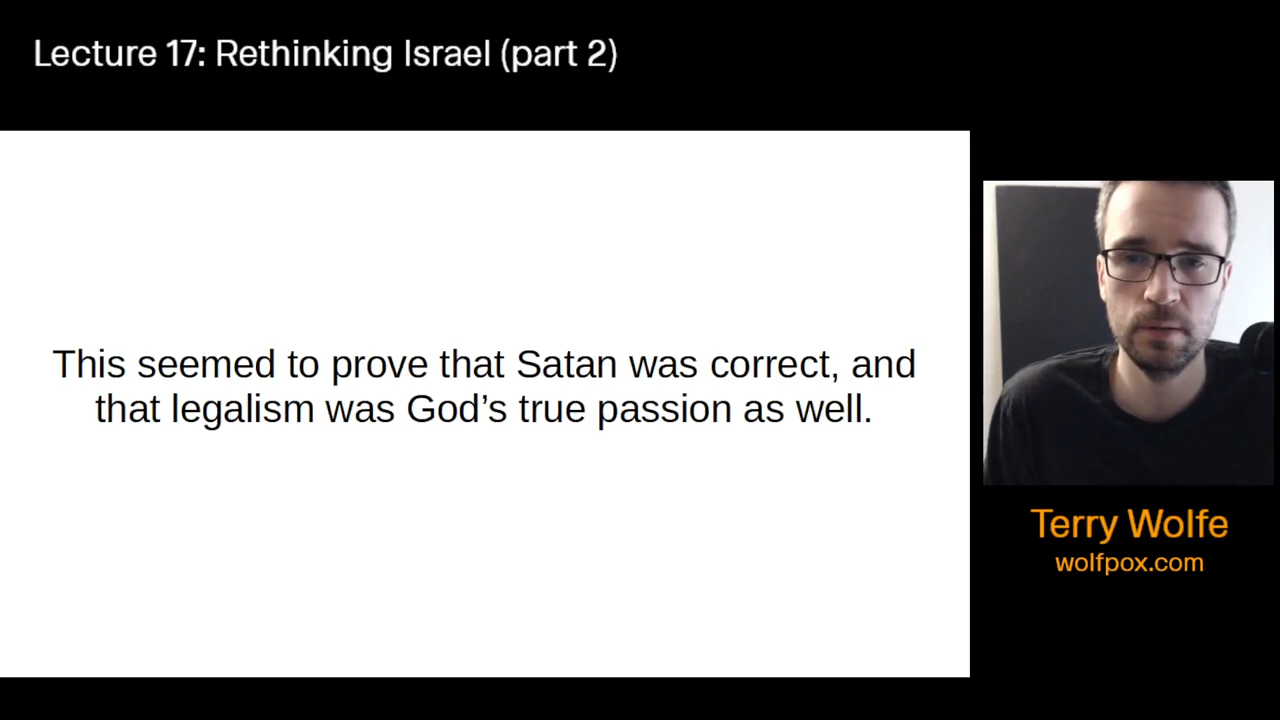 Lecture 17: Rethinking Israel (part 2)
This seemed to prove that Satan was correct, and
that legalism was God’s true passion as well.
Terry Wolfe
wolfpox.com